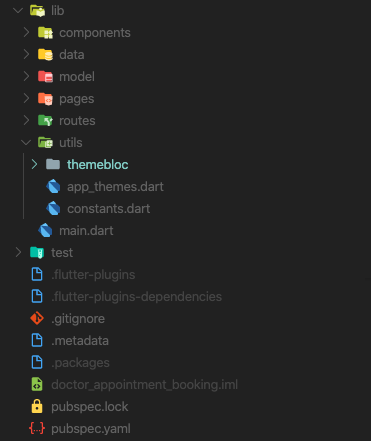 lib
components
data
model
pages
routes
utils
themebloc
app_themes.dart
constants.dart
main.dart
test
.flutter-plugins
.flutter-plugins-dependencies
.gitignore
.metadata
.packages
doctor_appointment_booking.iml
pubspec.lock
pubspec.yaml